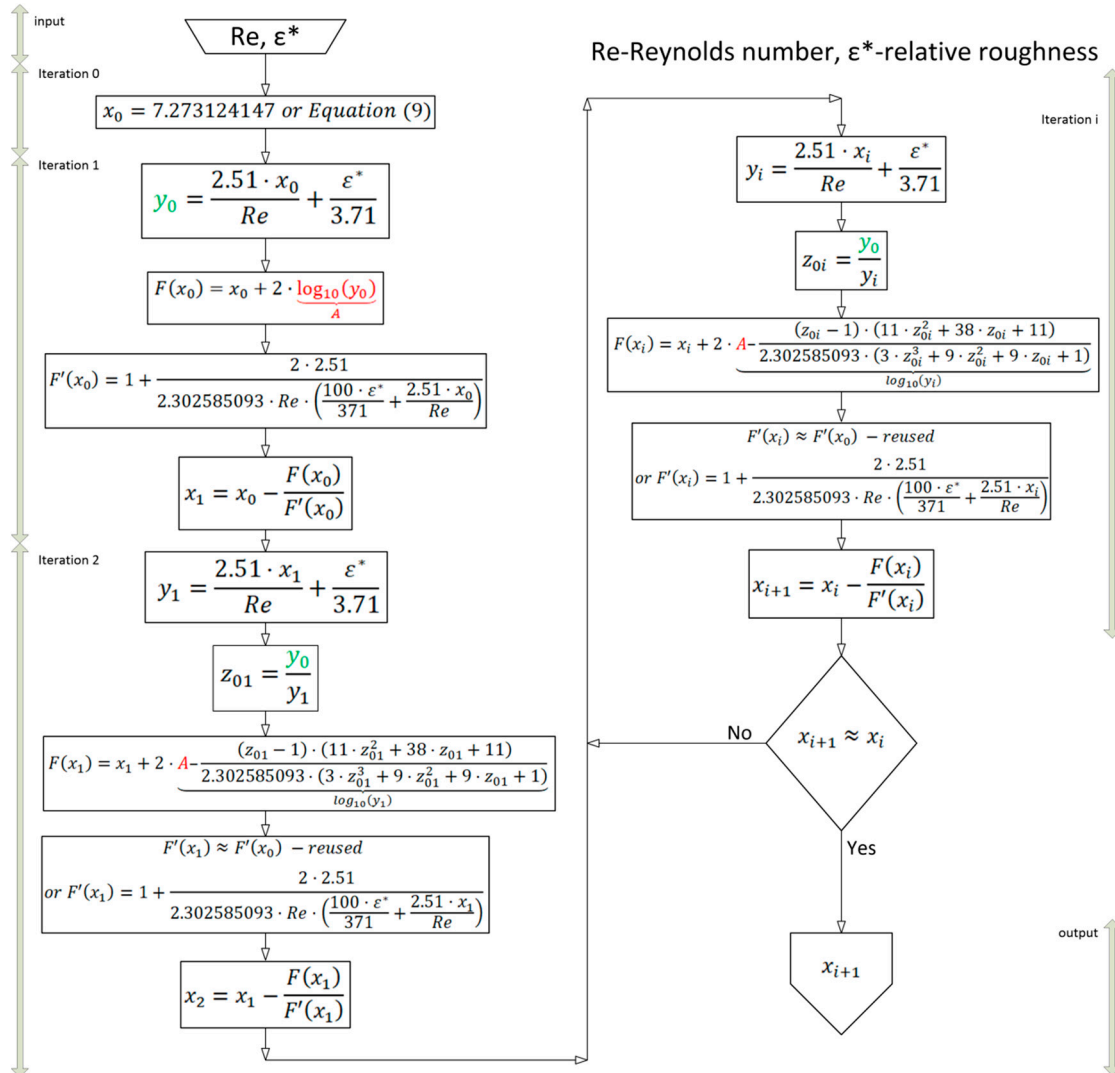 input
Re, ε*
Re-Reynolds number, ε*-relative roughness
Iteration 0
x₀ = 7.273124147 or Equation (9)
Iteration 1
y₀ = (2.51 · x₀)/Re + ε*/3.71
F(x₀) = x₀ + 2 · log₁₀(y₀)
A
F′(x₀) = 1 + (2 · 2.51)/(2.302585093 · Re · ((100 · ε*)/371 + (2.51 · x₀)/Re))
x₁ = x₀ − F(x₀)/F′(x₀)
Iteration 2
y₁ = (2.51 · x₁)/Re + ε*/3.71
z₀₁ = y₀/y₁
F(x₁) = x₁ + 2 · A − ((z₀₁ − 1) · (11 · z₀₁² + 38 · z₀₁ + 11))/(2.302585093 · (3 · z₀₁³ + 9 · z₀₁² + 9 · z₀₁ + 1))
log₁₀(y₁)
F′(x₁) ≈ F′(x₀) − reused
or F′(x₁) = 1 + (2 · 2.51)/(2.302585093 · Re · ((100 · ε*)/371 + (2.51 · x₁)/Re))
x₂ = x₁ − F(x₁)/F′(x₁)
Iteration i
yᵢ = (2.51 · xᵢ)/Re + ε*/3.71
z₀ᵢ = y₀/yᵢ
F(xᵢ) = xᵢ + 2 · A − ((z₀ᵢ − 1) · (11 · z₀ᵢ² + 38 · z₀ᵢ + 11))/(2.302585093 · (3 · z₀ᵢ³ + 9 · z₀ᵢ² + 9 · z₀ᵢ + 1))
log₁₀(yᵢ)
F′(xᵢ) ≈ F′(x₀) − reused
or F′(xᵢ) = 1 + (2 · 2.51)/(2.302585093 · Re · ((100 · ε*)/371 + (2.51 · xᵢ)/Re))
xᵢ₊₁ = xᵢ − F(xᵢ)/F′(xᵢ)
No
xᵢ₊₁ ≈ xᵢ
Yes
output
xᵢ₊₁